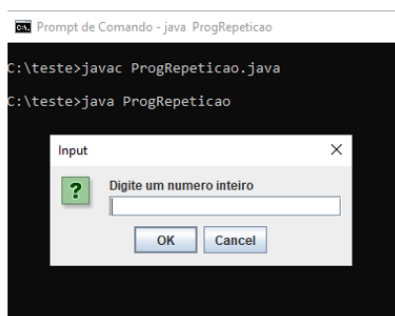 Prompt de Comando - java ProgRepeticao
C:\teste>javac ProgRepeticao.java
C:\teste>java ProgRepeticao
Input
Digite um numero inteiro
OK Cancel